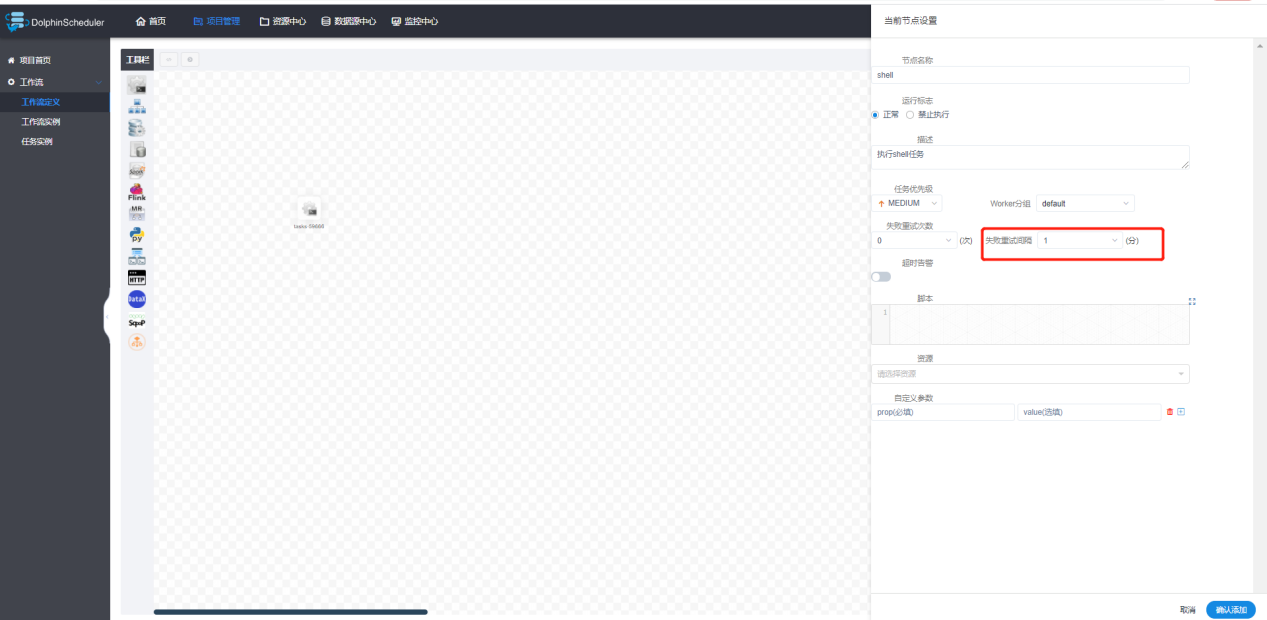 DolphinScheduler
首页
项目管理
资源中心
数据源中心
监控中心
当前节点设置
项目首页
工作流
工作流定义
工作流实例
任务实例
工具栏
Flink
MR
py
HTTP
DataX
Sqoop
节点名称
shell
运行标志
正常 禁止执行
描述
执行shell任务
任务优先级
MEDIUM Worker分组 default
失败重试次数
0 (次) 失败重试间隔 1 (分)
超时告警
脚本
1
资源
请选择资源
自定义参数
prop(必填) value(选填)
取消 确认添加